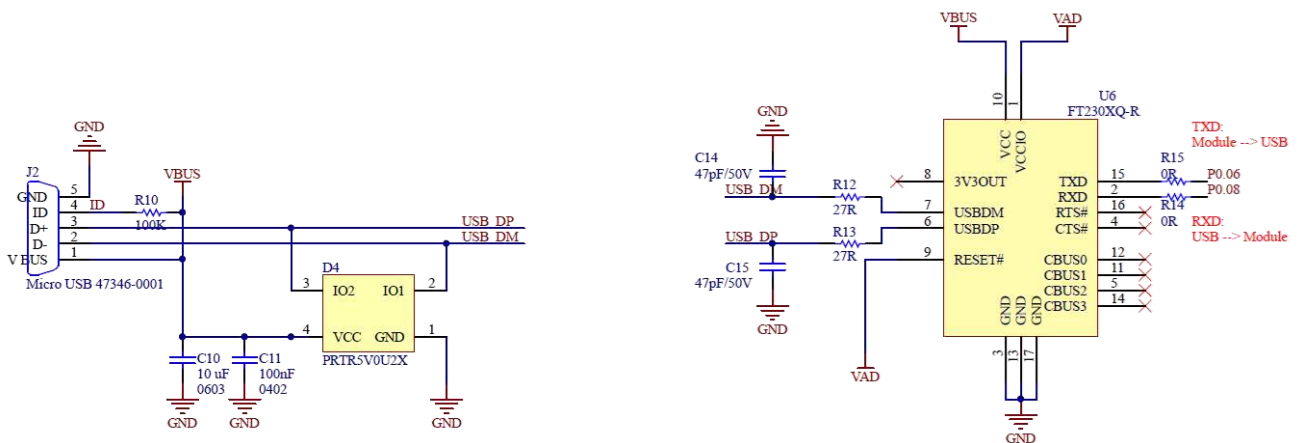 GND
J2
GND 5
ID 4 ID
D+ 3
D- 2
V BUS 1
Micro USB 47346-0001
R10
100K
VBUS
USB_DP
USB_DM
D4
3 IO2 IO1 2
4 VCC GND 1
PRTR5V0U2X
C10
10 uF
0603
C11
100nF
0402
GND
GND
GND
VBUS
VAD
GND
C14
47pF/50V
USB_DM
R12
27R
USB_DP
R13
27R
C15
47pF/50V
GND
VAD
U6
FT230XQ-R
10 1
VCC
VCCIO
8 3V3OUT
7 USBDM
6 USBDP
9 RESET#
TXD 15
RXD 2
RTS# 16
CTS# 4
CBUS0 12
CBUS1 11
CBUS2 5
CBUS3 14
GND
GND
GND
3
13
17
GND
R15
0R
P0.06
P0.08
R14
0R
TXD:
Module --> USB
RXD:
USB --> Module